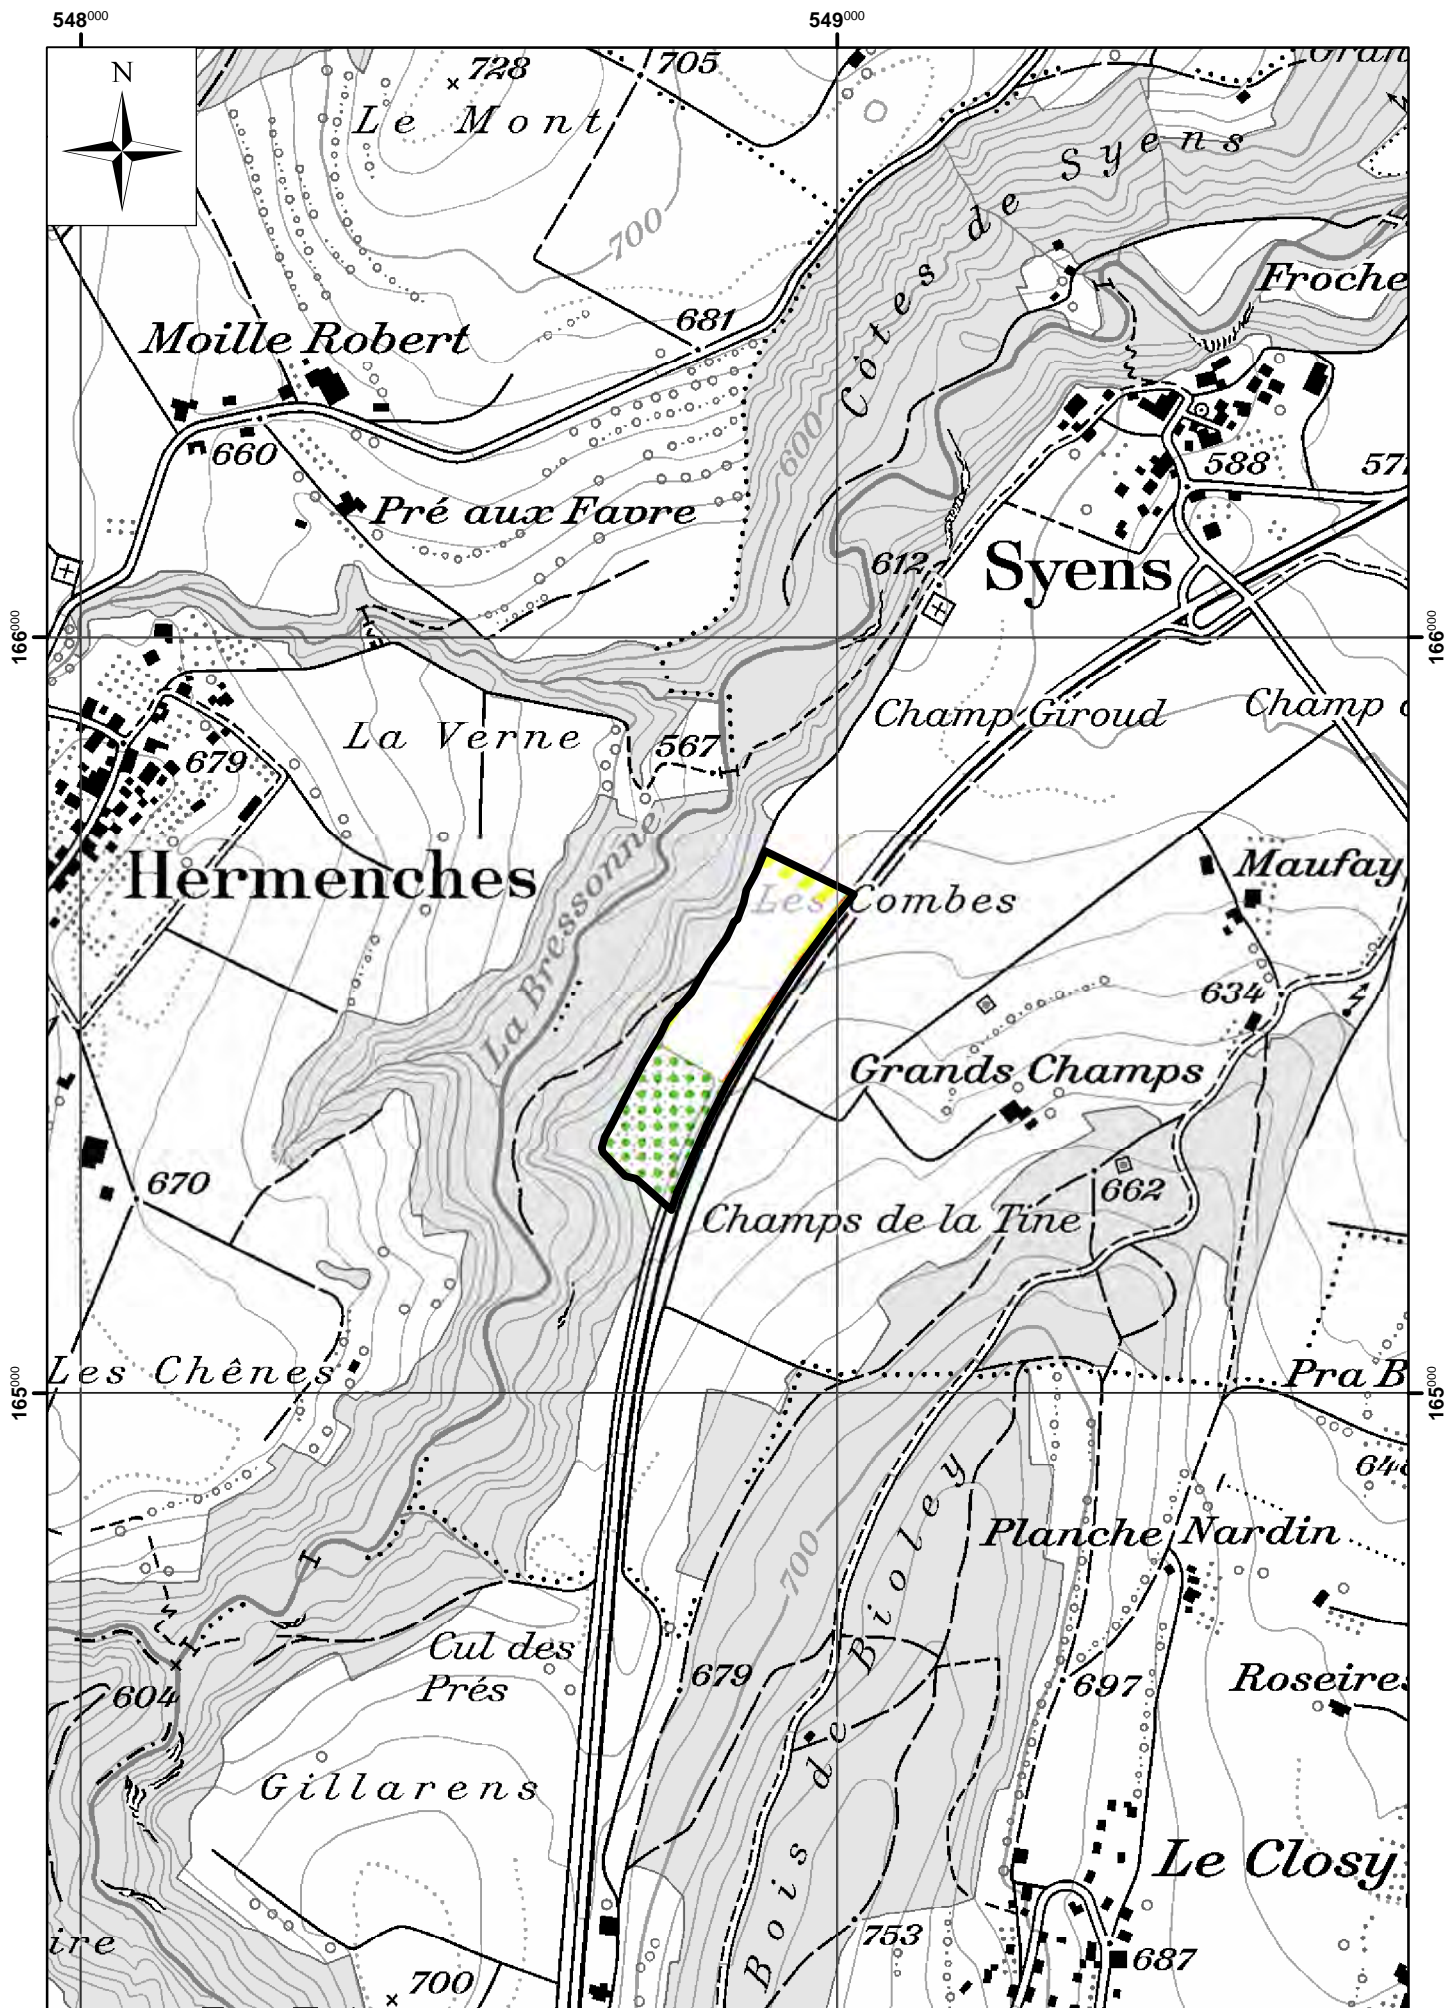 548000 549000
N
728
705
Le Mont
Côtes de Syens
700
Froche
681
Moille Robert
660
588
57
600
Pré aux Favre
612
Syens
166000
166000
Champ Giroud
Champ
La Verne
567
679
Hermenches
La Bressonne
Les Combes
Maufay
634
Grands Champs
670
662
Champs de la Tine
Les Chênes
Pra B
165000
165000
64
Bois de Bioley
700
Planche Nardin
Cul des
Prés
679
697
Roseires
604
Gillarens
Le Closy
753
ire
700
687